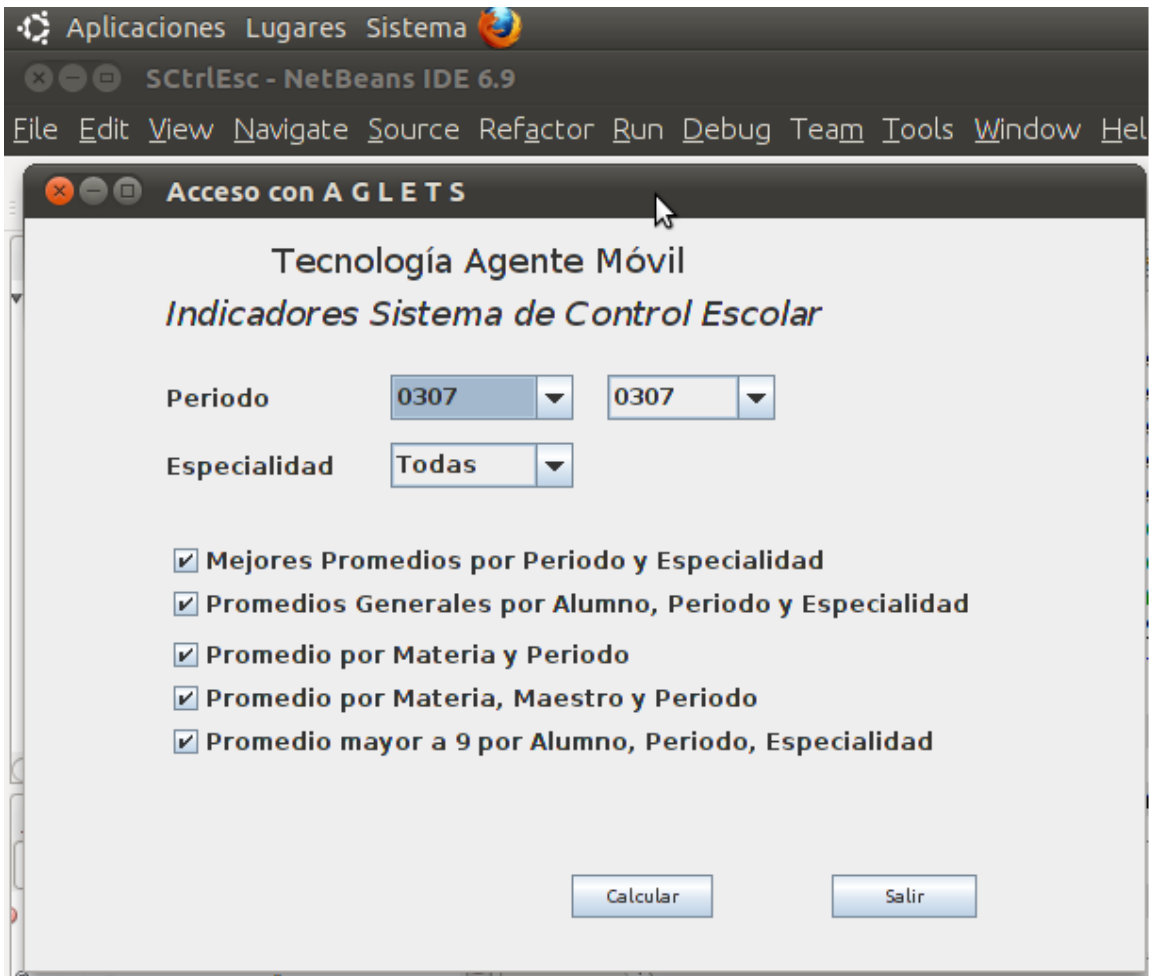 Aplicaciones Lugares Sistema
SCtrlEsc - NetBeans IDE 6.9
File Edit View Navigate Source Refactor Run Debug Team Tools Window Hel
Acceso con A G L E T S
Tecnología Agente Móvil
Indicadores Sistema de Control Escolar
Periodo 0307 0307
Especialidad Todas
Mejores Promedios por Periodo y Especialidad
Promedios Generales por Alumno, Periodo y Especialidad
Promedio por Materia y Periodo
Promedio por Materia, Maestro y Periodo
Promedio mayor a 9 por Alumno, Periodo, Especialidad
Calcular Salir